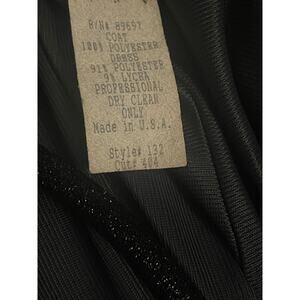 R/N# 89697
COAT
100% POLYESTER
DRESS
91% POLYESTER
9% LYCRA
PROFESSIONAL
DRY CLEAN
ONLY
Made in U.S.A.
Style# 132
Cut# 404